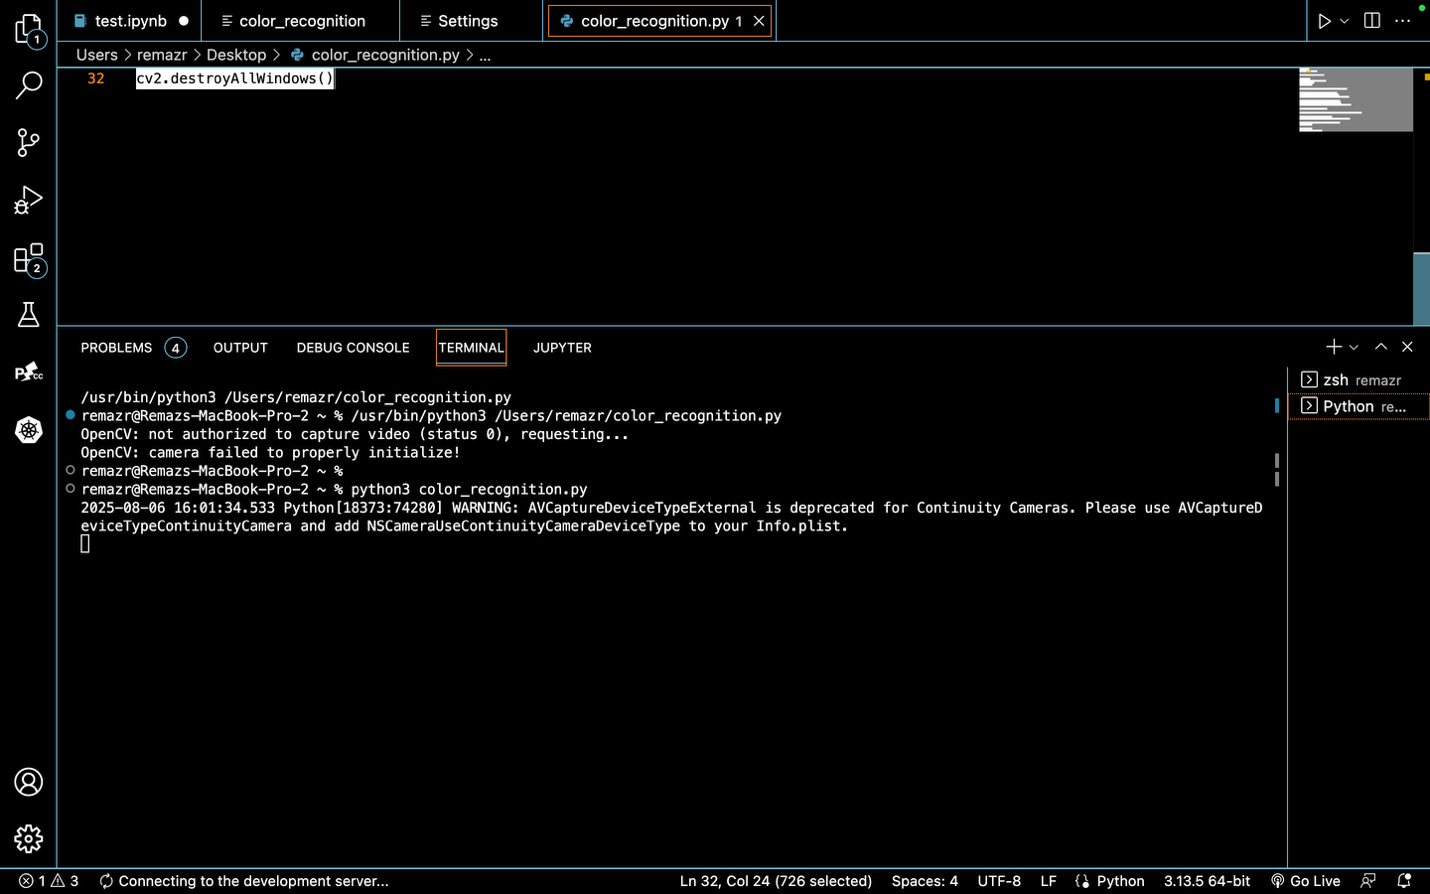 test.ipynb
color_recognition
Settings
color_recognition.py 1
Users > remazr > Desktop > color_recognition.py > ...
1
32 cv2.destroyAllWindows()
2
PROBLEMS 4 OUTPUT DEBUG CONSOLE TERMINAL JUPYTER
/usr/bin/python3 /Users/remazr/color_recognition.py
remazr@Remazs-MacBook-Pro-2 ~ % /usr/bin/python3 /Users/remazr/color_recognition.py
OpenCV: not authorized to capture video (status 0), requesting...
OpenCV: camera failed to properly initialize!
remazr@Remazs-MacBook-Pro-2 ~ %
remazr@Remazs-MacBook-Pro-2 ~ % python3 color_recognition.py
2025-08-06 16:01:34.533 Python[18373:74280] WARNING: AVCaptureDeviceTypeExternal is deprecated for Continuity Cameras. Please use AVCaptureD
eviceTypeContinuityCamera and add NSCameraUseContinuityCameraDeviceType to your Info.plist.
zsh remazr
Python re...
1 3 Connecting to the development server... Ln 32, Col 24 (726 selected) Spaces: 4 UTF-8 LF Python 3.13.5 64-bit Go Live